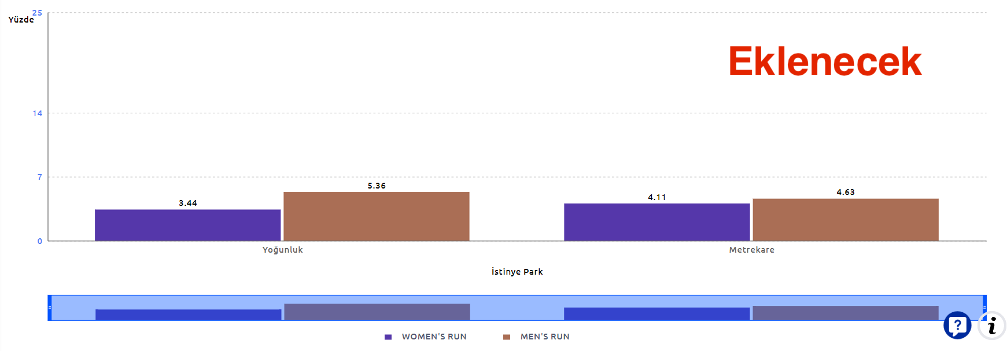 25
Yüzde
Eklenecek
14
7
5.36
3.44
4.11
4.63
0
Yoğunluk
Metrekare
İstinye Park
WOMEN'S RUN
MEN'S RUN